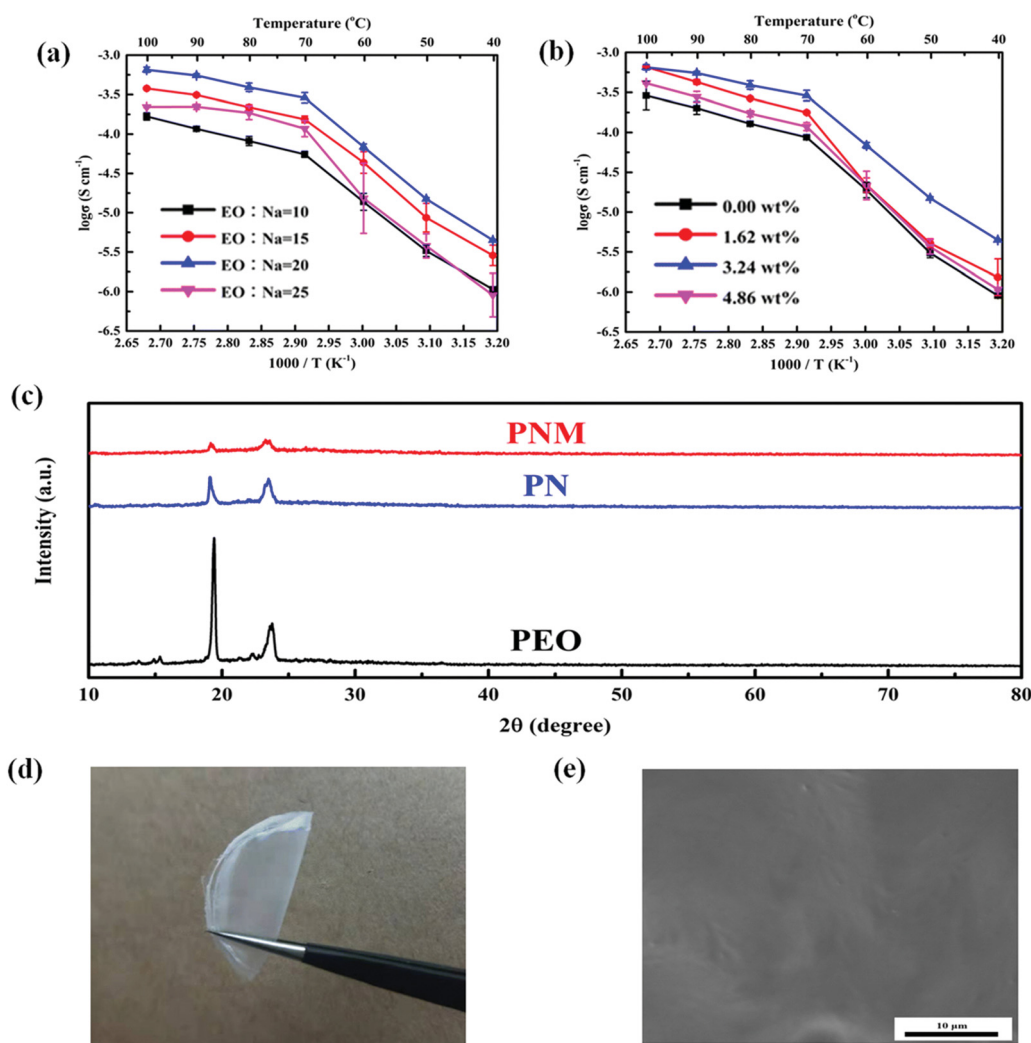 (a)
Temperature (°C)
100 90 80 70 60 50 40
-3.0
-3.5
-4.0
-4.5
-5.0
-5.5
-6.0
-6.5
logσ (S cm⁻¹)
EO：Na=10
EO：Na=15
EO：Na=20
EO：Na=25
2.65 2.70 2.75 2.80 2.85 2.90 2.95 3.00 3.05 3.10 3.15 3.20
1000 / T (K⁻¹)
(b)
Temperature (°C)
100 90 80 70 60 50 40
-3.0
-3.5
-4.0
-4.5
-5.0
-5.5
-6.0
-6.5
logσ (S cm⁻¹)
0.00 wt%
1.62 wt%
3.24 wt%
4.86 wt%
2.65 2.70 2.75 2.80 2.85 2.90 2.95 3.00 3.05 3.10 3.15 3.20
1000 / T (K⁻¹)
(c)
Intensity (a.u.)
PNM
PN
PEO
10 20 30 40 50 60 70 80
2θ (degree)
(d)
(e)
10 µm